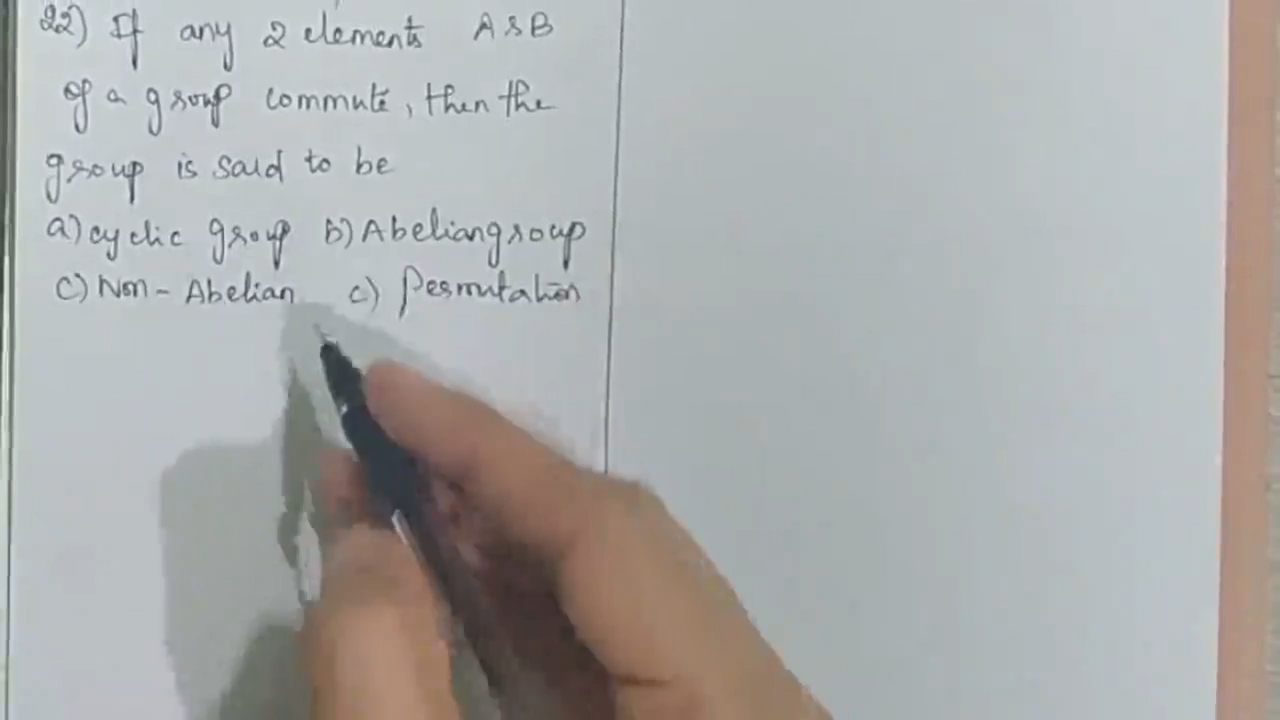 22) If any 2 elements A & B
of a group commute, then the
group is said to be
a) cyclic group b) Abelian group
c) Non - Abelian c) Permutation